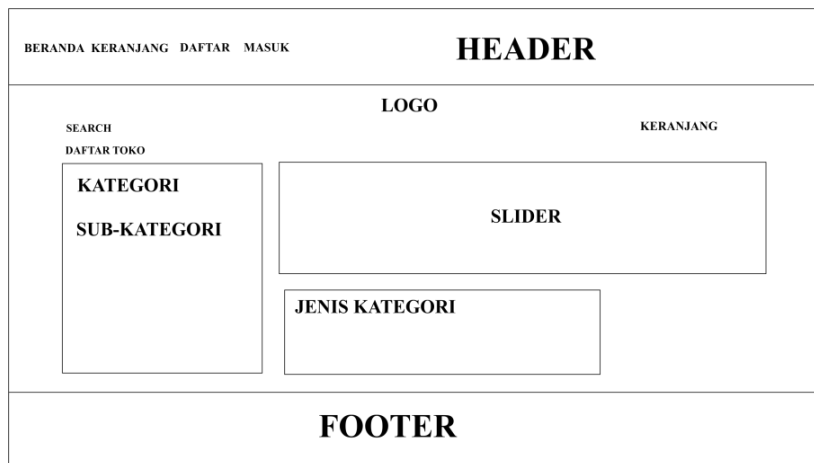 BERANDA KERANJANG DAFTAR MASUK
HEADER
LOGO
SEARCH
KERANJANG
DAFTAR TOKO
KATEGORI
SUB-KATEGORI
SLIDER
JENIS KATEGORI
FOOTER